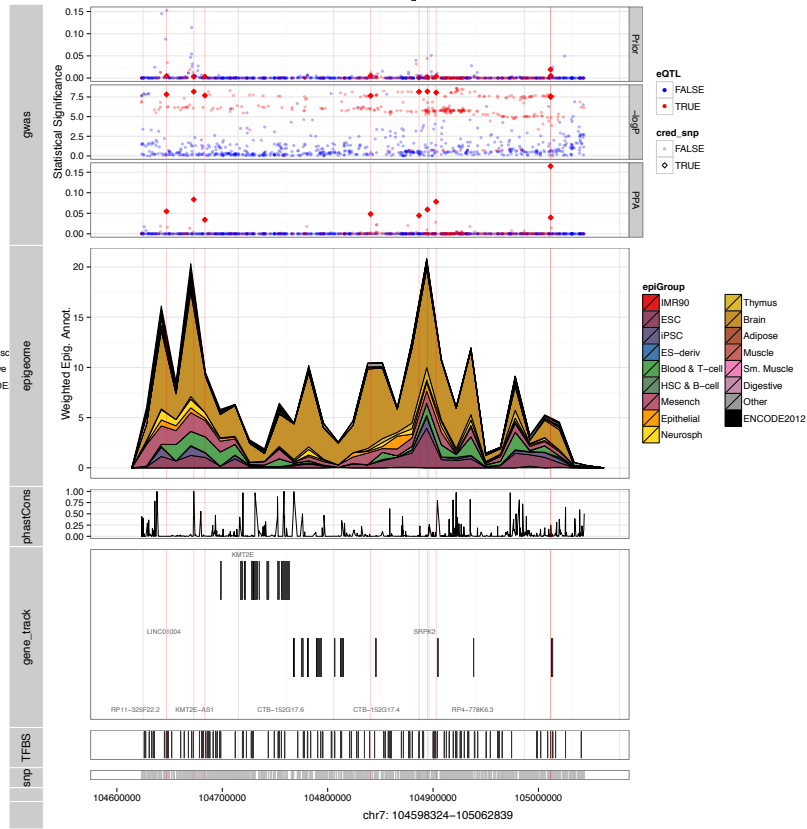 0.15
0.10
0.05
0.00
Prior
7.5
5.0
2.5
0.0
−logP
0.15
0.10
0.05
0.00
PPA
Statistical Significance
gwas
eQTL
FALSE
TRUE
cred_snp
FALSE
TRUE
20
15
10
5
0
Weighted Epig. Annot.
epigeome
epiGroup
IMR90
ESC
iPSC
ES−deriv
Blood & T−cell
HSC & B−cell
Mesench
Epithelial
Neurosph
Thymus
Brain
Adipose
Muscle
Sm. Muscle
Digestive
Other
ENCODE2012
1.00
0.75
0.50
0.25
0.00
phastCons
KMT2E
LINC01004
SRPK2
RP11−325F22.2
KMT2E−AS1
CTB−152G17.6
CTB−152G17.4
RP4−778K6.3
gene_track
TFBS
snp
104600000
104700000
104800000
104900000
105000000
chr7: 104598324−105062839